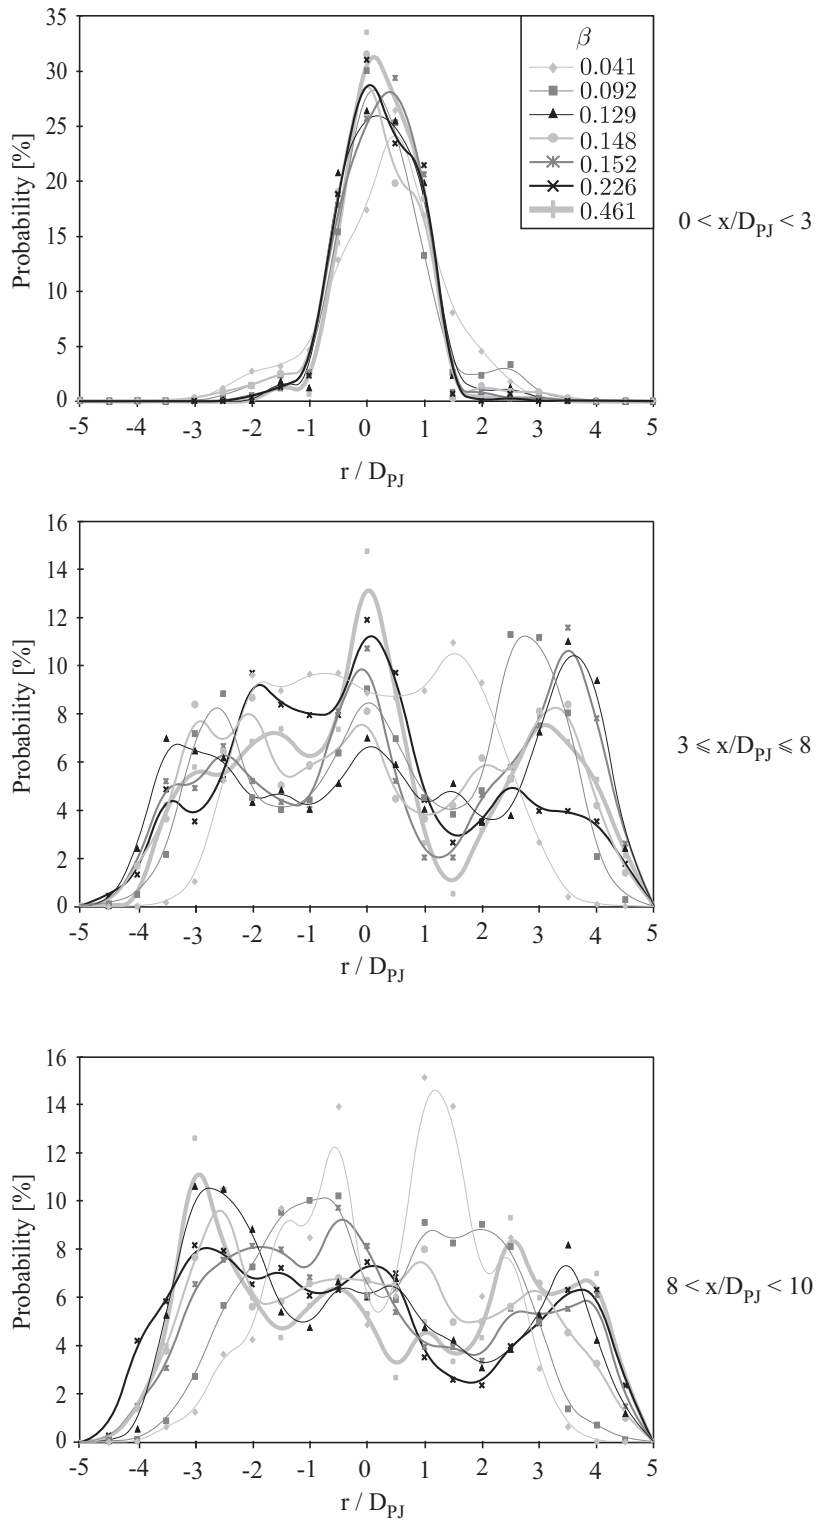 35
30
25
20
15
10
5
0
Probability [%]
β
0.041
0.092
0.129
0.148
0.152
0.226
0.461
0 < x/D_PJ < 3
-5 -4 -3 -2 -1 0 1 2 3 4 5
r / D_PJ
16
14
12
10
8
6
4
2
0
Probability [%]
3 ⩽ x/D_PJ ⩽ 8
-5 -4 -3 -2 -1 0 1 2 3 4 5
r / D_PJ
16
14
12
10
8
6
4
2
0
Probability [%]
8 < x/D_PJ < 10
-5 -4 -3 -2 -1 0 1 2 3 4 5
r / D_PJ